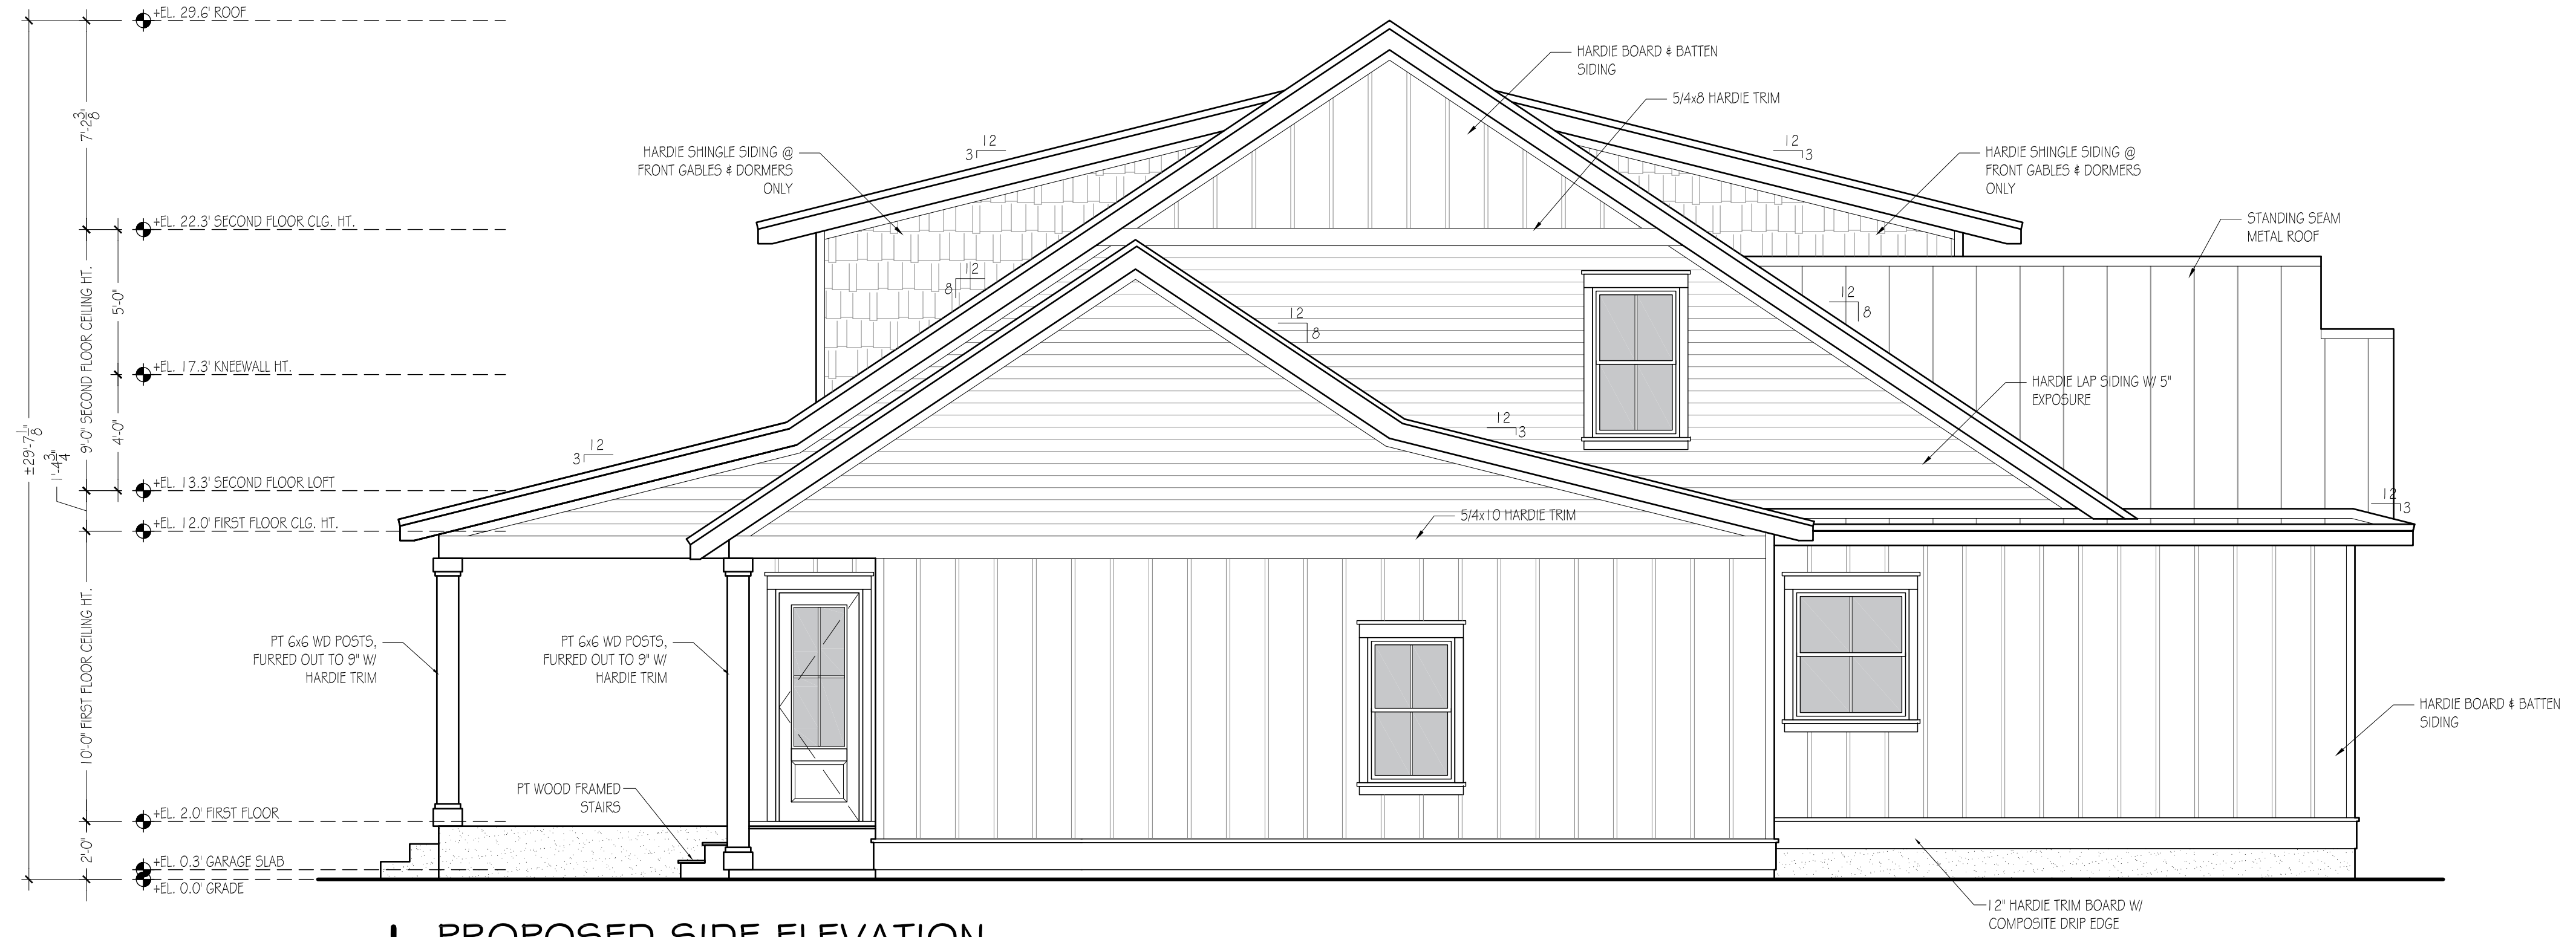 +EL. 29.6' ROOF
HARDIE BOARD & BATTEN
SIDING
5/4x8 HARDIE TRIM
7'-2 3/8"
12
3
12
3
HARDIE SHINGLE SIDING @
FRONT GABLES & DORMERS
ONLY
HARDIE SHINGLE SIDING @
FRONT GABLES & DORMERS
ONLY
+EL. 22.3' SECOND FLOOR CLG. HT.
STANDING SEAM
METAL ROOF
12
8
12
8
12
8
5'-0"
9'-0" SECOND FLOOR CEILING HT.
+EL. 17.3' KNEEWALL HT.
HARDIE LAP SIDING W/ 5"
EXPOSURE
4'-0"
±29'-7 1/8"
1'-4 3/4"
12
3
12
3
+EL. 13.3' SECOND FLOOR LOFT
12
3
+EL. 12.0' FIRST FLOOR CLG. HT.
5/4x10 HARDIE TRIM
10'-0" FIRST FLOOR CEILING HT.
PT 6x6 WD POSTS,
FURRED OUT TO 9" W/
HARDIE TRIM
PT 6x6 WD POSTS,
FURRED OUT TO 9" W/
HARDIE TRIM
HARDIE BOARD & BATTEN
SIDING
PT WOOD FRAMED
STAIRS
+EL. 2.0' FIRST FLOOR
2'-0"
+EL. 0.3' GARAGE SLAB
+EL. 0.0' GRADE
12" HARDIE TRIM BOARD W/
COMPOSITE DRIP EDGE
PROPOSED SIDE ELEVATION